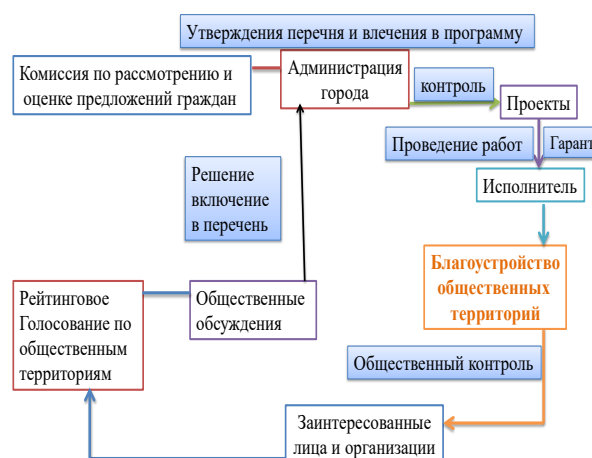 Утверждения перечня и влечения в программу
Комиссия по рассмотрению и
оценке предложений граждан
Администрация
города
контроль
Проекты
Проведение работ
Гарант
Исполнитель
Решение
включение
в перечень
Благоустройство
общественных
территорий
Рейтинговое
Голосование по
общественным
территориям
Общественные
обсуждения
Общественный контроль
Заинтересованные
лица и организации